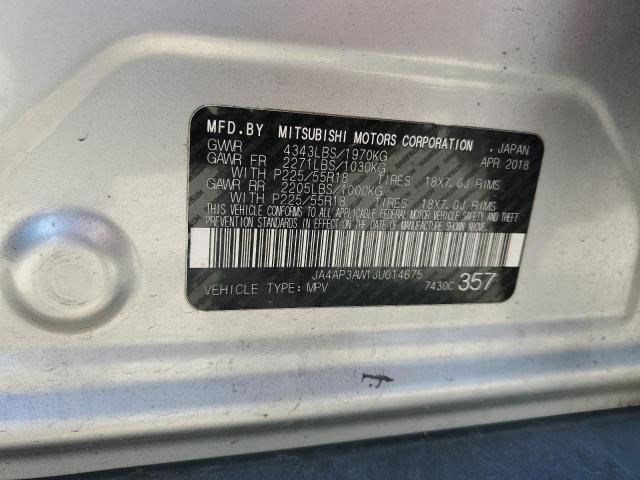 MFD.BY MITSUBISHI MOTORS CORPORATION , JAPAN
GVWR 4343LBS/1970KG APR 2018
GAWR FR 2271LBS/1030KG
WITH P225/55R18 TIRES 18X7.0J RIMS
GAWR RR 2205LBS/1000KG
WITH P225/55R18 TIRES 18X7.0J RIMS
THIS VEHICLE CONFORMS TO ALL APPLICABLE FEDERAL MOTOR VEHICLE SAFETY AND THEFT
PREVENTION STANDARDS IN EFFECT ON THE DATE OF MANUFACTURE SHOWN ABOVE.
JA4AP3AW1JU014675
VEHICLE TYPE: MPV 7430C 357